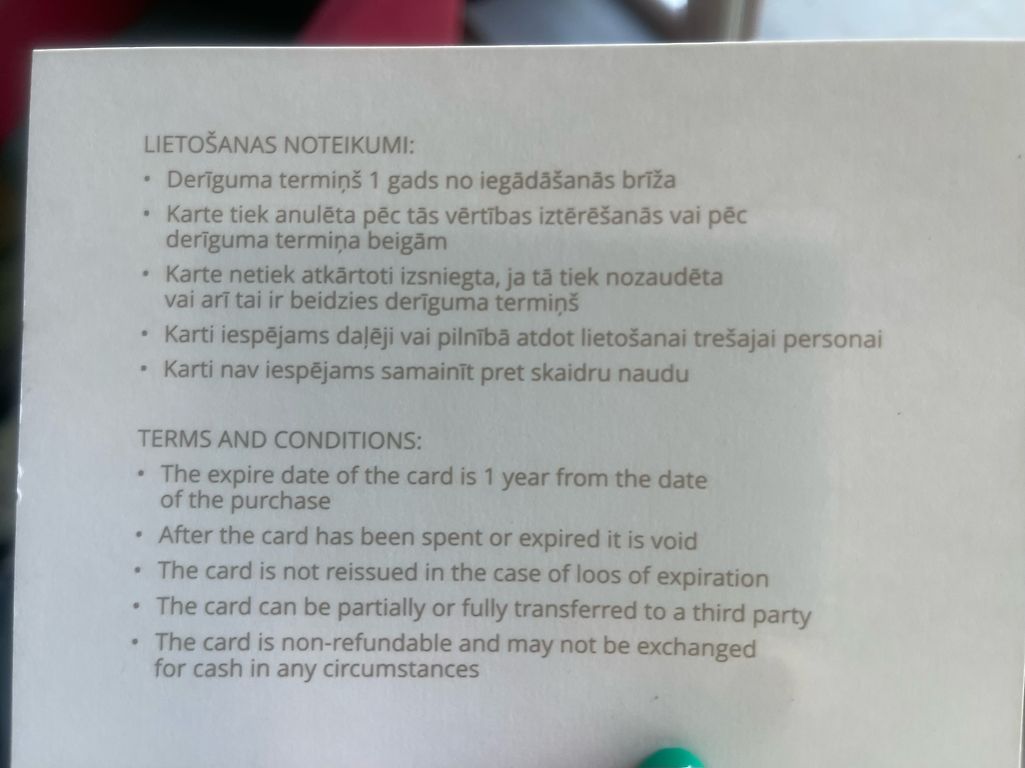 LIETOŠANAS NOTEIKUMI:
• Derīguma termiņš 1 gads no iegādāšanās brīža
• Karte tiek anulēta pēc tās vērtības iztērēšanās vai pēc
derīguma termiņa beigām
• Karte netiek atkārtoti izsniegta, ja tā tiek nozaudēta
vai arī tai ir beidzies derīguma termiņš
• Karti iespējams daļēji vai pilnībā atdot lietošanai trešajai personai
• Karti nav iespējams samainīt pret skaidru naudu
TERMS AND CONDITIONS:
• The expire date of the card is 1 year from the date
of the purchase
• After the card has been spent or expired it is void
• The card is not reissued in the case of loos of expiration
• The card can be partially or fully transferred to a third party
• The card is non-refundable and may not be exchanged
for cash in any circumstances